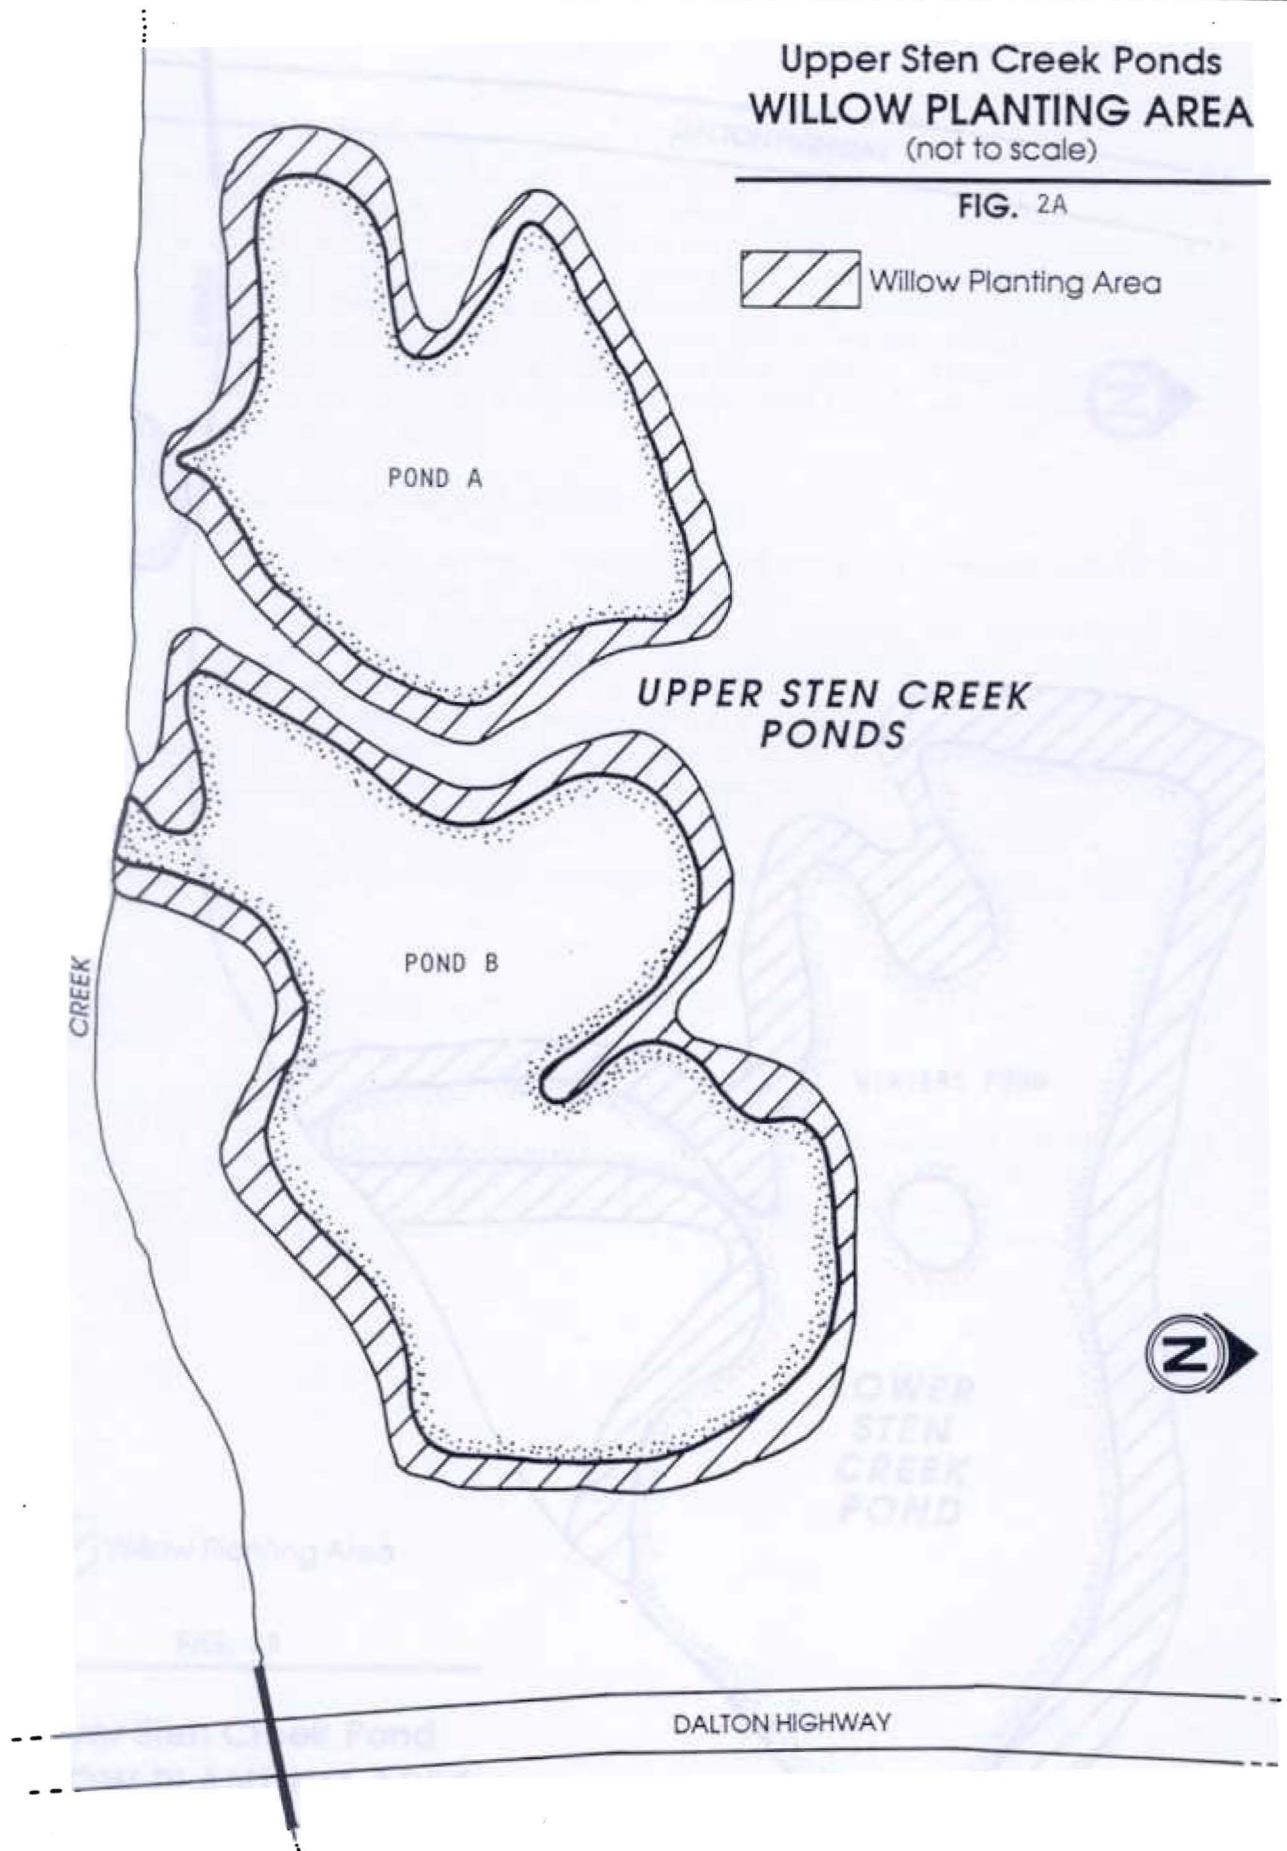 Upper Sten Creek Ponds
WILLOW PLANTING AREA
(not to scale)
FIG. 2A
Willow Planting Area
POND A
UPPER STEN CREEK
PONDS
POND B
CREEK
N
DALTON HIGHWAY